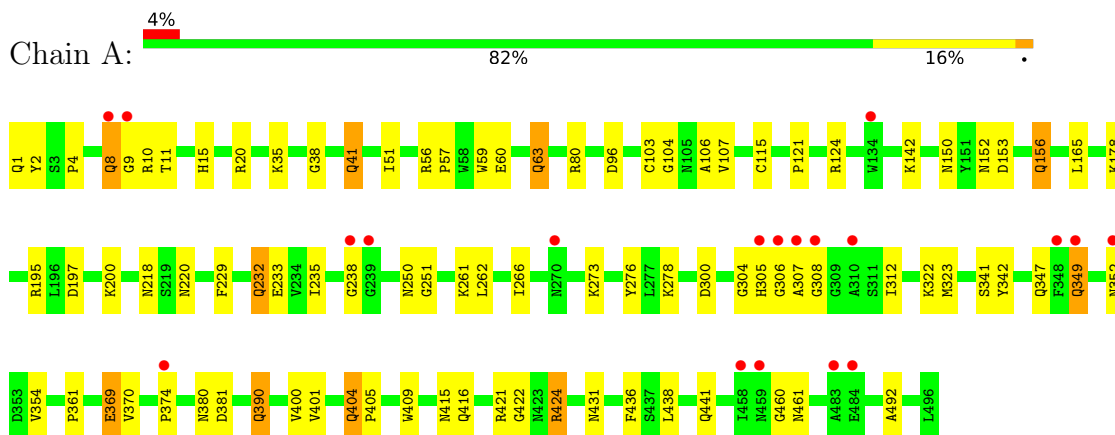 4%
Chain A:
82% 16% •
Q1 Y2 S3 P4 Q8 G9 R10 T11 H15 R20 K35 G38 Q41 I51 R56 P57 W58 W59 E60 Q63 R80 D96 C103 G104 N105 A106 V107 C115 P121 R124 W134 K142 N150 Y151 N152 D153 Q156 L165 K178
R195 L196 D197 K200 N218 S219 N220 F229 Q232 E233 V234 I235 G238 G239 N250 G251 K261 L262 I266 N270 K273 Y276 L277 K278 D300 G304 H305 G306 A307 G308 G309 A310 S311 I312 K322 M323 S341 Y342 Q347 F348 Q349 N352
D353 V354 P361 E369 V370 P374 N380 D381 Q390 V400 V401 Q404 P405 W409 N415 Q416 R421 G422 N423 R424 N431 F436 S437 L438 Q441 I458 N459 G460 N461 A483 E484 A492 L496